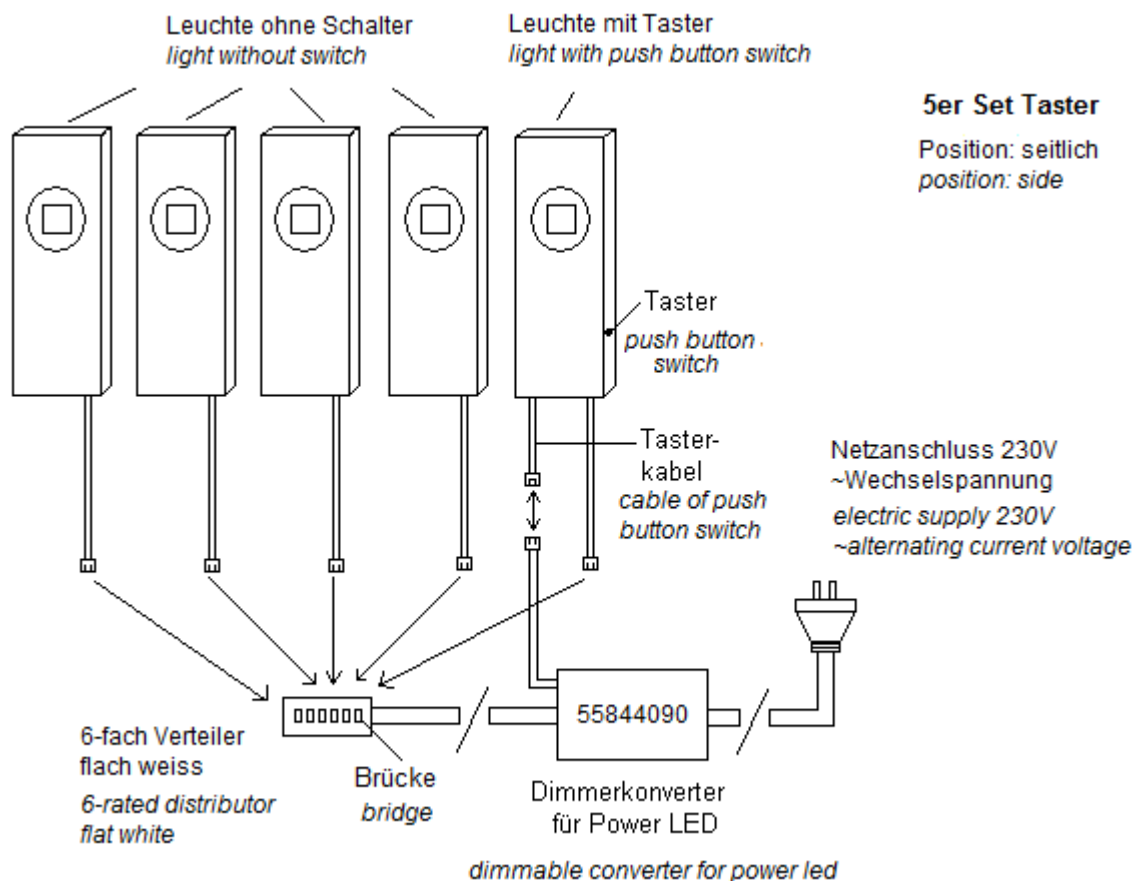 Leuchte ohne Schalter
light without switch
Leuchte mit Taster
light with push button switch
5er Set Taster
Position: seitlich
position: side
Taster
push button
switch
Taster-
kabel
cable of push
button switch
Netzanschluss 230V
~Wechselspannung
electric supply 230V
~alternating current voltage
55844090
6-fach Verteiler
flach weiss
6-rated distributor
flat white
Brücke
bridge
Dimmerkonverter
für Power LED
dimmable converter for power led